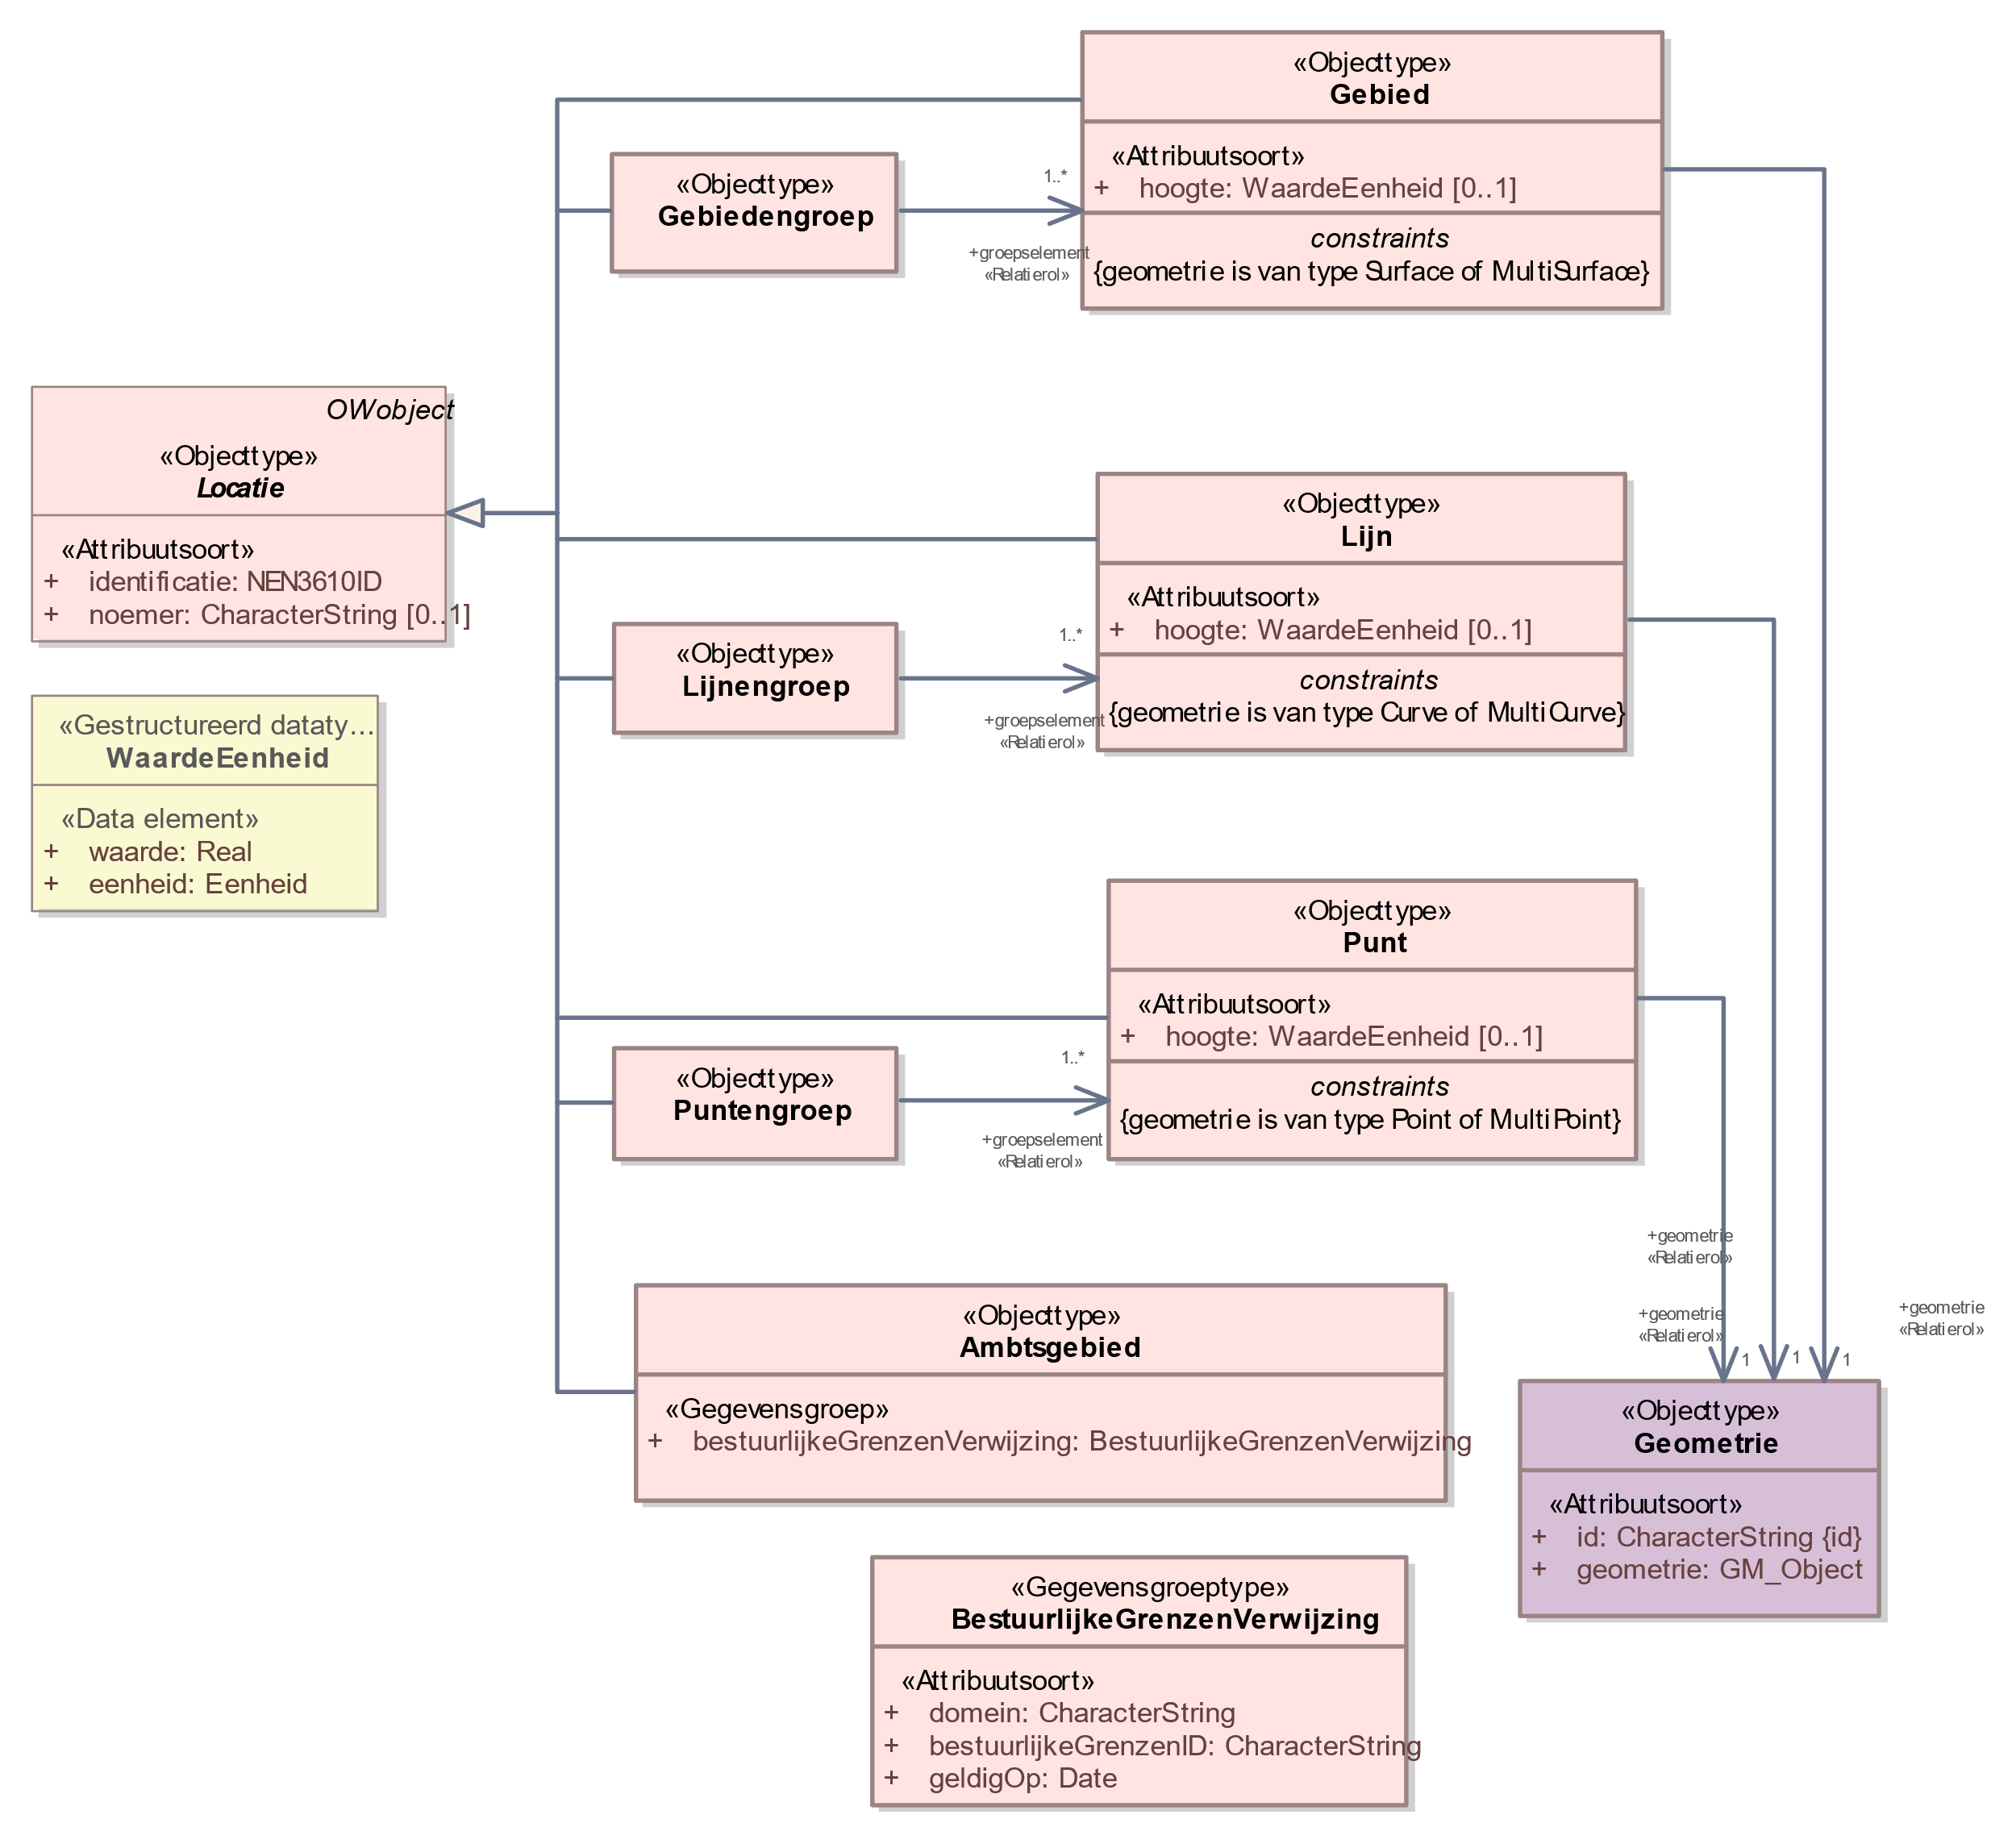 «Objecttype»
Gebied
«Attribuutsoort»
+ hoogte: WaardeEenheid [0..1]
constraints
{geometrie is van type Surface of MultiSurface}
«Objecttype»
Gebiedengroep
1..*
+groepselement
«Relatierol»
OWobject
«Objecttype»
Locatie
«Attribuutsoort»
+ identificatie: NEN3610ID
+ noemer: CharacterString [0..1]
«Objecttype»
Lijn
«Attribuutsoort»
+ hoogte: WaardeEenheid [0..1]
constraints
{geometrie is van type Curve of MultiCurve}
«Objecttype»
Lijnengroep
1..*
+groepselement
«Relatierol»
«Gestructureerd dataty...
WaardeEenheid
«Data element»
+ waarde: Real
+ eenheid: Eenheid
«Objecttype»
Punt
«Attribuutsoort»
+ hoogte: WaardeEenheid [0..1]
constraints
{geometrie is van type Point of MultiPoint}
«Objecttype»
Puntengroep
1..*
+groepselement
«Relatierol»
+geometrie
«Relatierol»
+geometrie
«Relatierol»
+geometrie
«Relatierol»
1
1
1
«Objecttype»
Ambtsgebied
«Gegevensgroep»
+ bestuurlijkeGrenzenVerwijzing: BestuurlijkeGrenzenVerwijzing
«Objecttype»
Geometrie
«Attribuutsoort»
+ id: CharacterString {id}
+ geometrie: GM_Object
«Gegevensgroeptype»
BestuurlijkeGrenzenVerwijzing
«Attribuutsoort»
+ domein: CharacterString
+ bestuurlijkeGrenzenID: CharacterString
+ geldigOp: Date